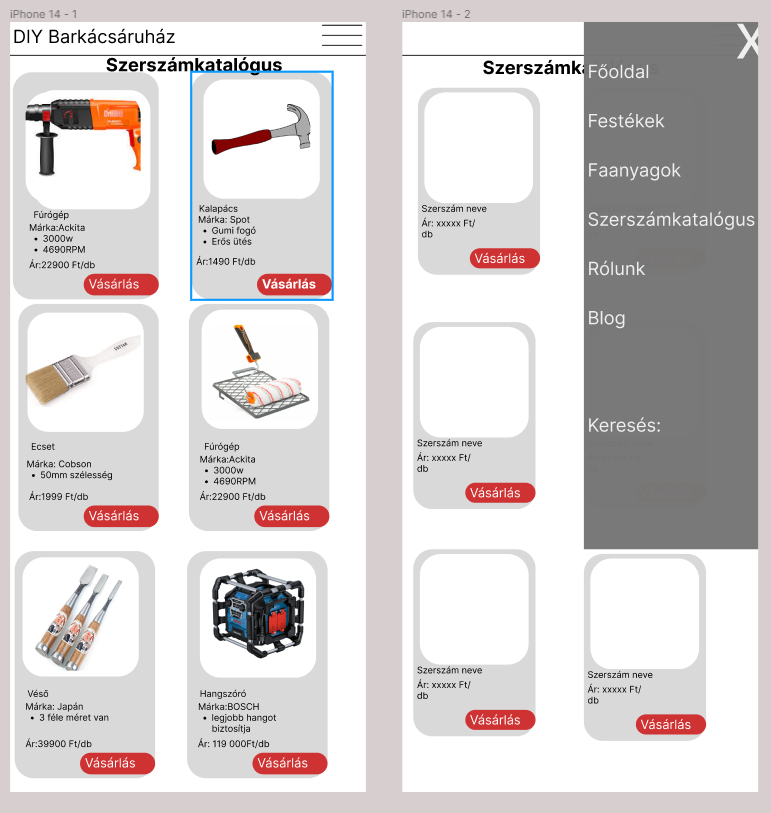 iPhone 14 - 1
DIY Barkácsáruház
Szerszámkatalógus
Fúrógép
Márka:Ackita
• 3000w
• 4690RPM
Ár:22900 Ft/db
Vásárlás
Kalapács
Márka: Spot
• Gumi fogó
• Erős ütés
Ár:1490 Ft/db
Vásárlás
Ecset
Márka: Cobson
• 50mm szélesség
Ár:1999 Ft/db
Vásárlás
Fúrógép
Márka:Ackita
• 3000w
• 4690RPM
Ár:22900 Ft/db
Vásárlás
Véső
Márka: Japán
• 3 féle méret van
Ár:39900 Ft/db
Vásárlás
Hangszóró
Márka:BOSCH
• legjobb hangot
biztosítja
Ár: 119 000Ft/db
Vásárlás
iPhone 14 - 2
Szerszámka
X
Főoldal
Festékek
Faanyagok
Szerszámkatalógus
Rólunk
Blog
Keresés:
Szerszám neve
Ár: xxxxx Ft/
db
Vásárlás
Szerszám neve
Ár: xxxxx Ft/
db
Vásárlás
Szerszám neve
Ár: xxxxx Ft/
db
Vásárlás
Szerszám neve
Ár: xxxxx Ft/
db
Vásárlás